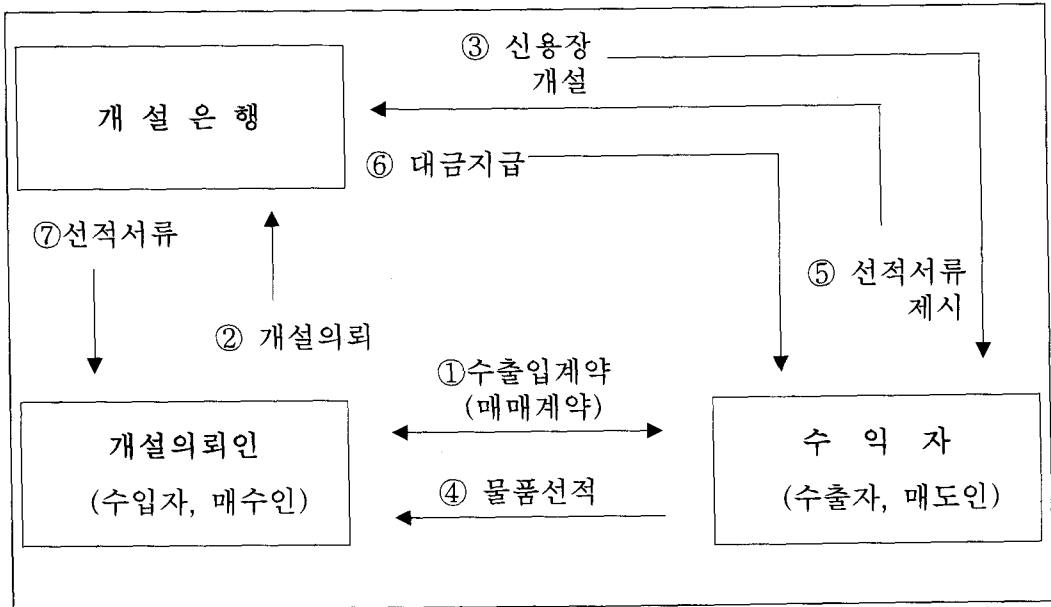 ③ 신용장
개설
개 설 은 행
⑥ 대금지급
⑦선적서류
⑤ 선적서류
제시
② 개설의뢰
①수출입계약
(매매계약)
개설의뢰인
(수입자, 매수인)
④ 물품선적
수 익 자
(수출자, 매도인)